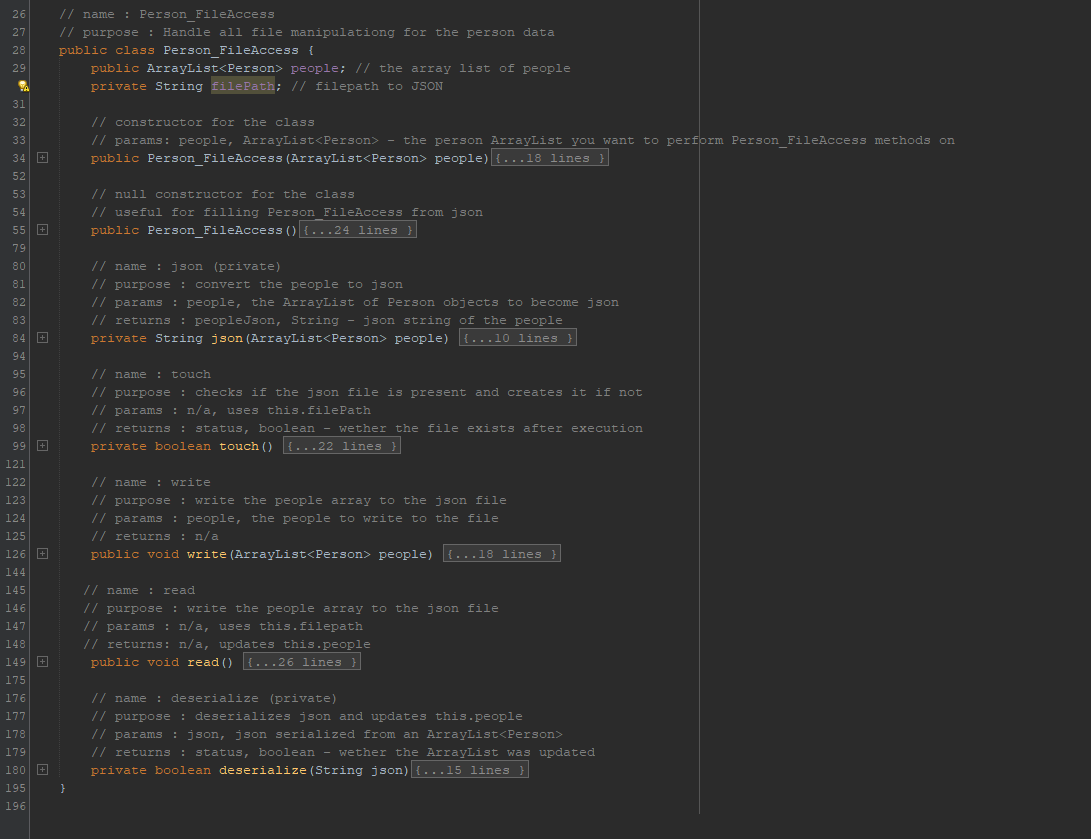 26 // name : Person_FileAccess
27 // purpose : Handle all file manipulationg for the person data
28 public class Person_FileAccess {
29 public ArrayList<Person> people; // the array list of people
private String filePath; // filepath to JSON
31
32 // constructor for the class
33 // params: people, ArrayList<Person> - the person ArrayList you want to perform Person_FileAccess methods on
34 public Person_FileAccess(ArrayList<Person> people){...18 lines }
52
53 // null constructor for the class
54 // useful for filling Person_FileAccess from json
55 public Person_FileAccess(){...24 lines }
79
80 // name : json (private)
81 // purpose : convert the people to json
82 // params : people, the ArrayList of Person objects to become json
83 // returns : peopleJson, String - json string of the people
84 private String json(ArrayList<Person> people) {...10 lines }
94
95 // name : touch
96 // purpose : checks if the json file is present and creates it if not
97 // params : n/a, uses this.filePath
98 // returns : status, boolean - wether the file exists after execution
99 private boolean touch() {...22 lines }
121
122 // name : write
123 // purpose : write the people array to the json file
124 // params : people, the people to write to the file
125 // returns : n/a
126 public void write(ArrayList<Person> people) {...18 lines }
144
145 // name : read
146 // purpose : write the people array to the json file
147 // params : n/a, uses this.filepath
148 // returns: n/a, updates this.people
149 public void read() {...26 lines }
175
176 // name : deserialize (private)
177 // purpose : deserializes json and updates this.people
178 // params : json, json serialized from an ArrayList<Person>
179 // returns : status, boolean - wether the ArrayList was updated
180 private boolean deserialize(String json){...15 lines }
195 }
196